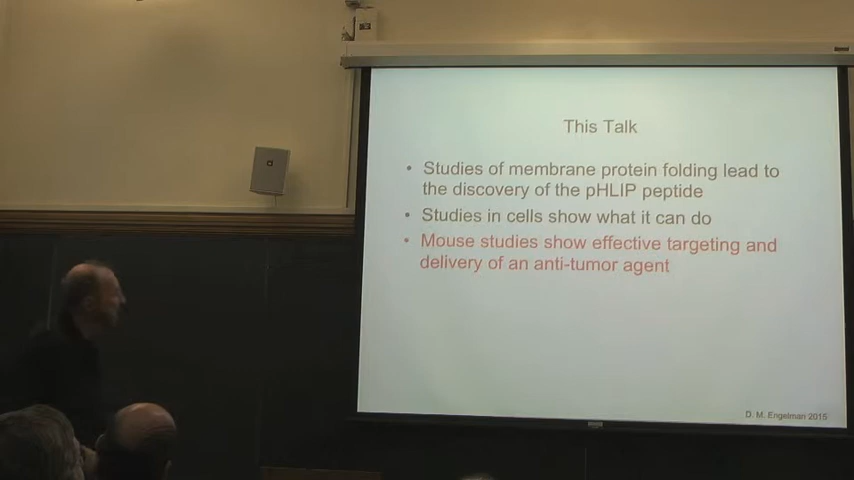 This Talk
• Studies of membrane protein folding lead to
the discovery of the pHLIP peptide
• Studies in cells show what it can do
• Mouse studies show effective targeting and
delivery of an anti-tumor agent
D. M. Engelman 2015